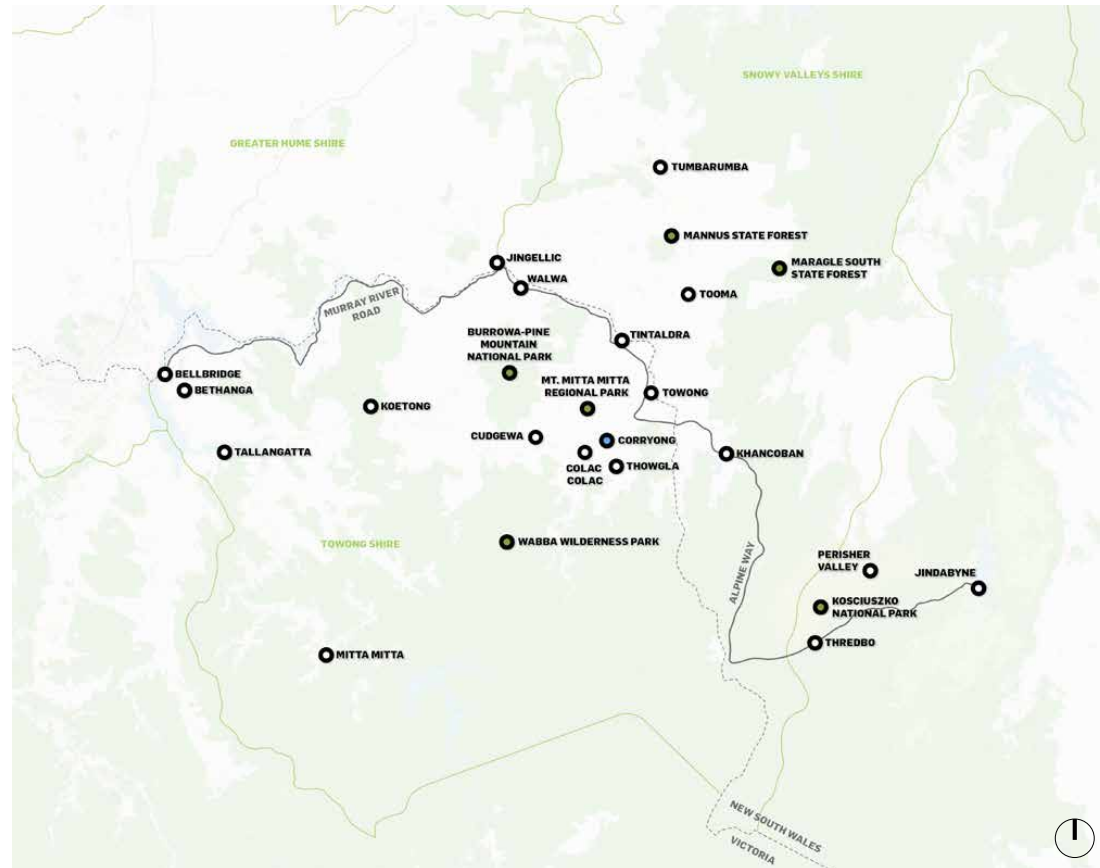 SNOWY VALLEYS SHIRE
GREATER HUME SHIRE
TUMBARUMBA
MANNUS STATE FOREST
JINGELLIC
MARAGLE SOUTH
STATE FOREST
WALWA
TOOMA
MURRAY RIVER
ROAD
BURROWA-PINE
MOUNTAIN
NATIONAL PARK
TINTALDRA
BELLBRIDGE
BETHANGA
MT. MITTA MITTA
REGIONAL PARK
TOWONG
KOETONG
CUDGEWA
CORRYONG
TALLANGATTA
COLAC
COLAC
THOWGLA
KHANCOBAN
TOWONG SHIRE
WABBA WILDERNESS PARK
ALPINE WAY
PERISHER
VALLEY
JINDABYNE
KOSCIUSZKO
NATIONAL PARK
THREDBO
MITTA MITTA
NEW SOUTH WALES
VICTORIA